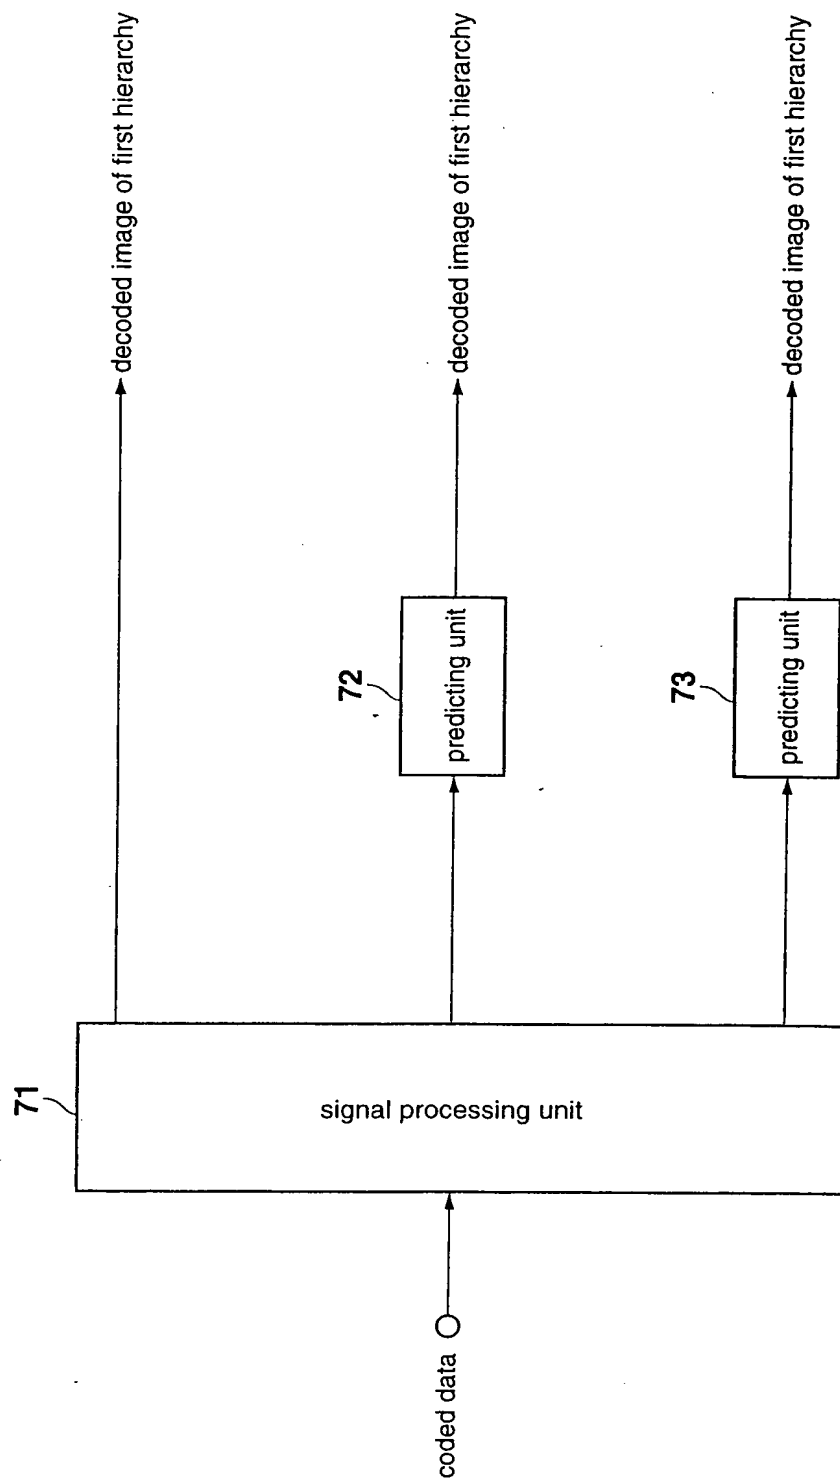 71
signal processing unit
coded data
decoded image of first hierarchy
72
predicting unit
decoded image of first hierarchy
73
predicting unit
decoded image of first hierarchy